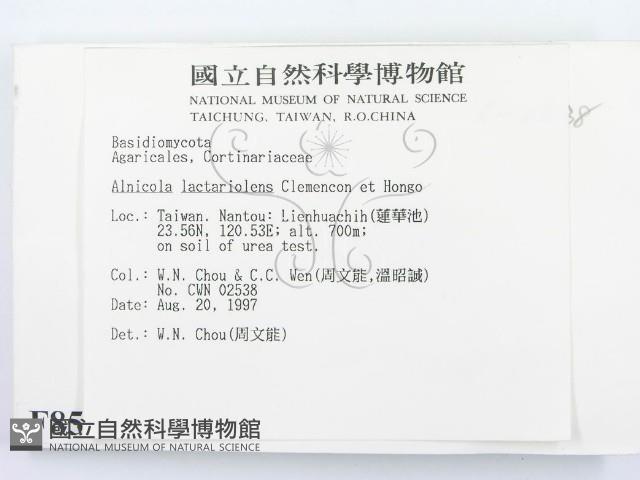 國立自然科學博物館
NATIONAL MUSEUM OF NATURAL SCIENCE
TAICHUNG, TAIWAN, R.O.CHINA
38
Basidiomycota
Agaricales, Cortinariaceae
Alnicola lactariolens Clemencon et Hongo
Loc.: Taiwan. Nantou: Lienhuachih(蓮華池)
23.56N, 120.53E; alt. 700m;
on soil of urea test.
Col.: W.N. Chou & C.C. Wen(周文能,溫昭誠)
No. CWN 02538
Date: Aug. 20, 1997
Det.: W.N. Chou(周文能)
F85
國立自然科學博物館
NATIONAL MUSEUM OF NATURAL SCIENCE